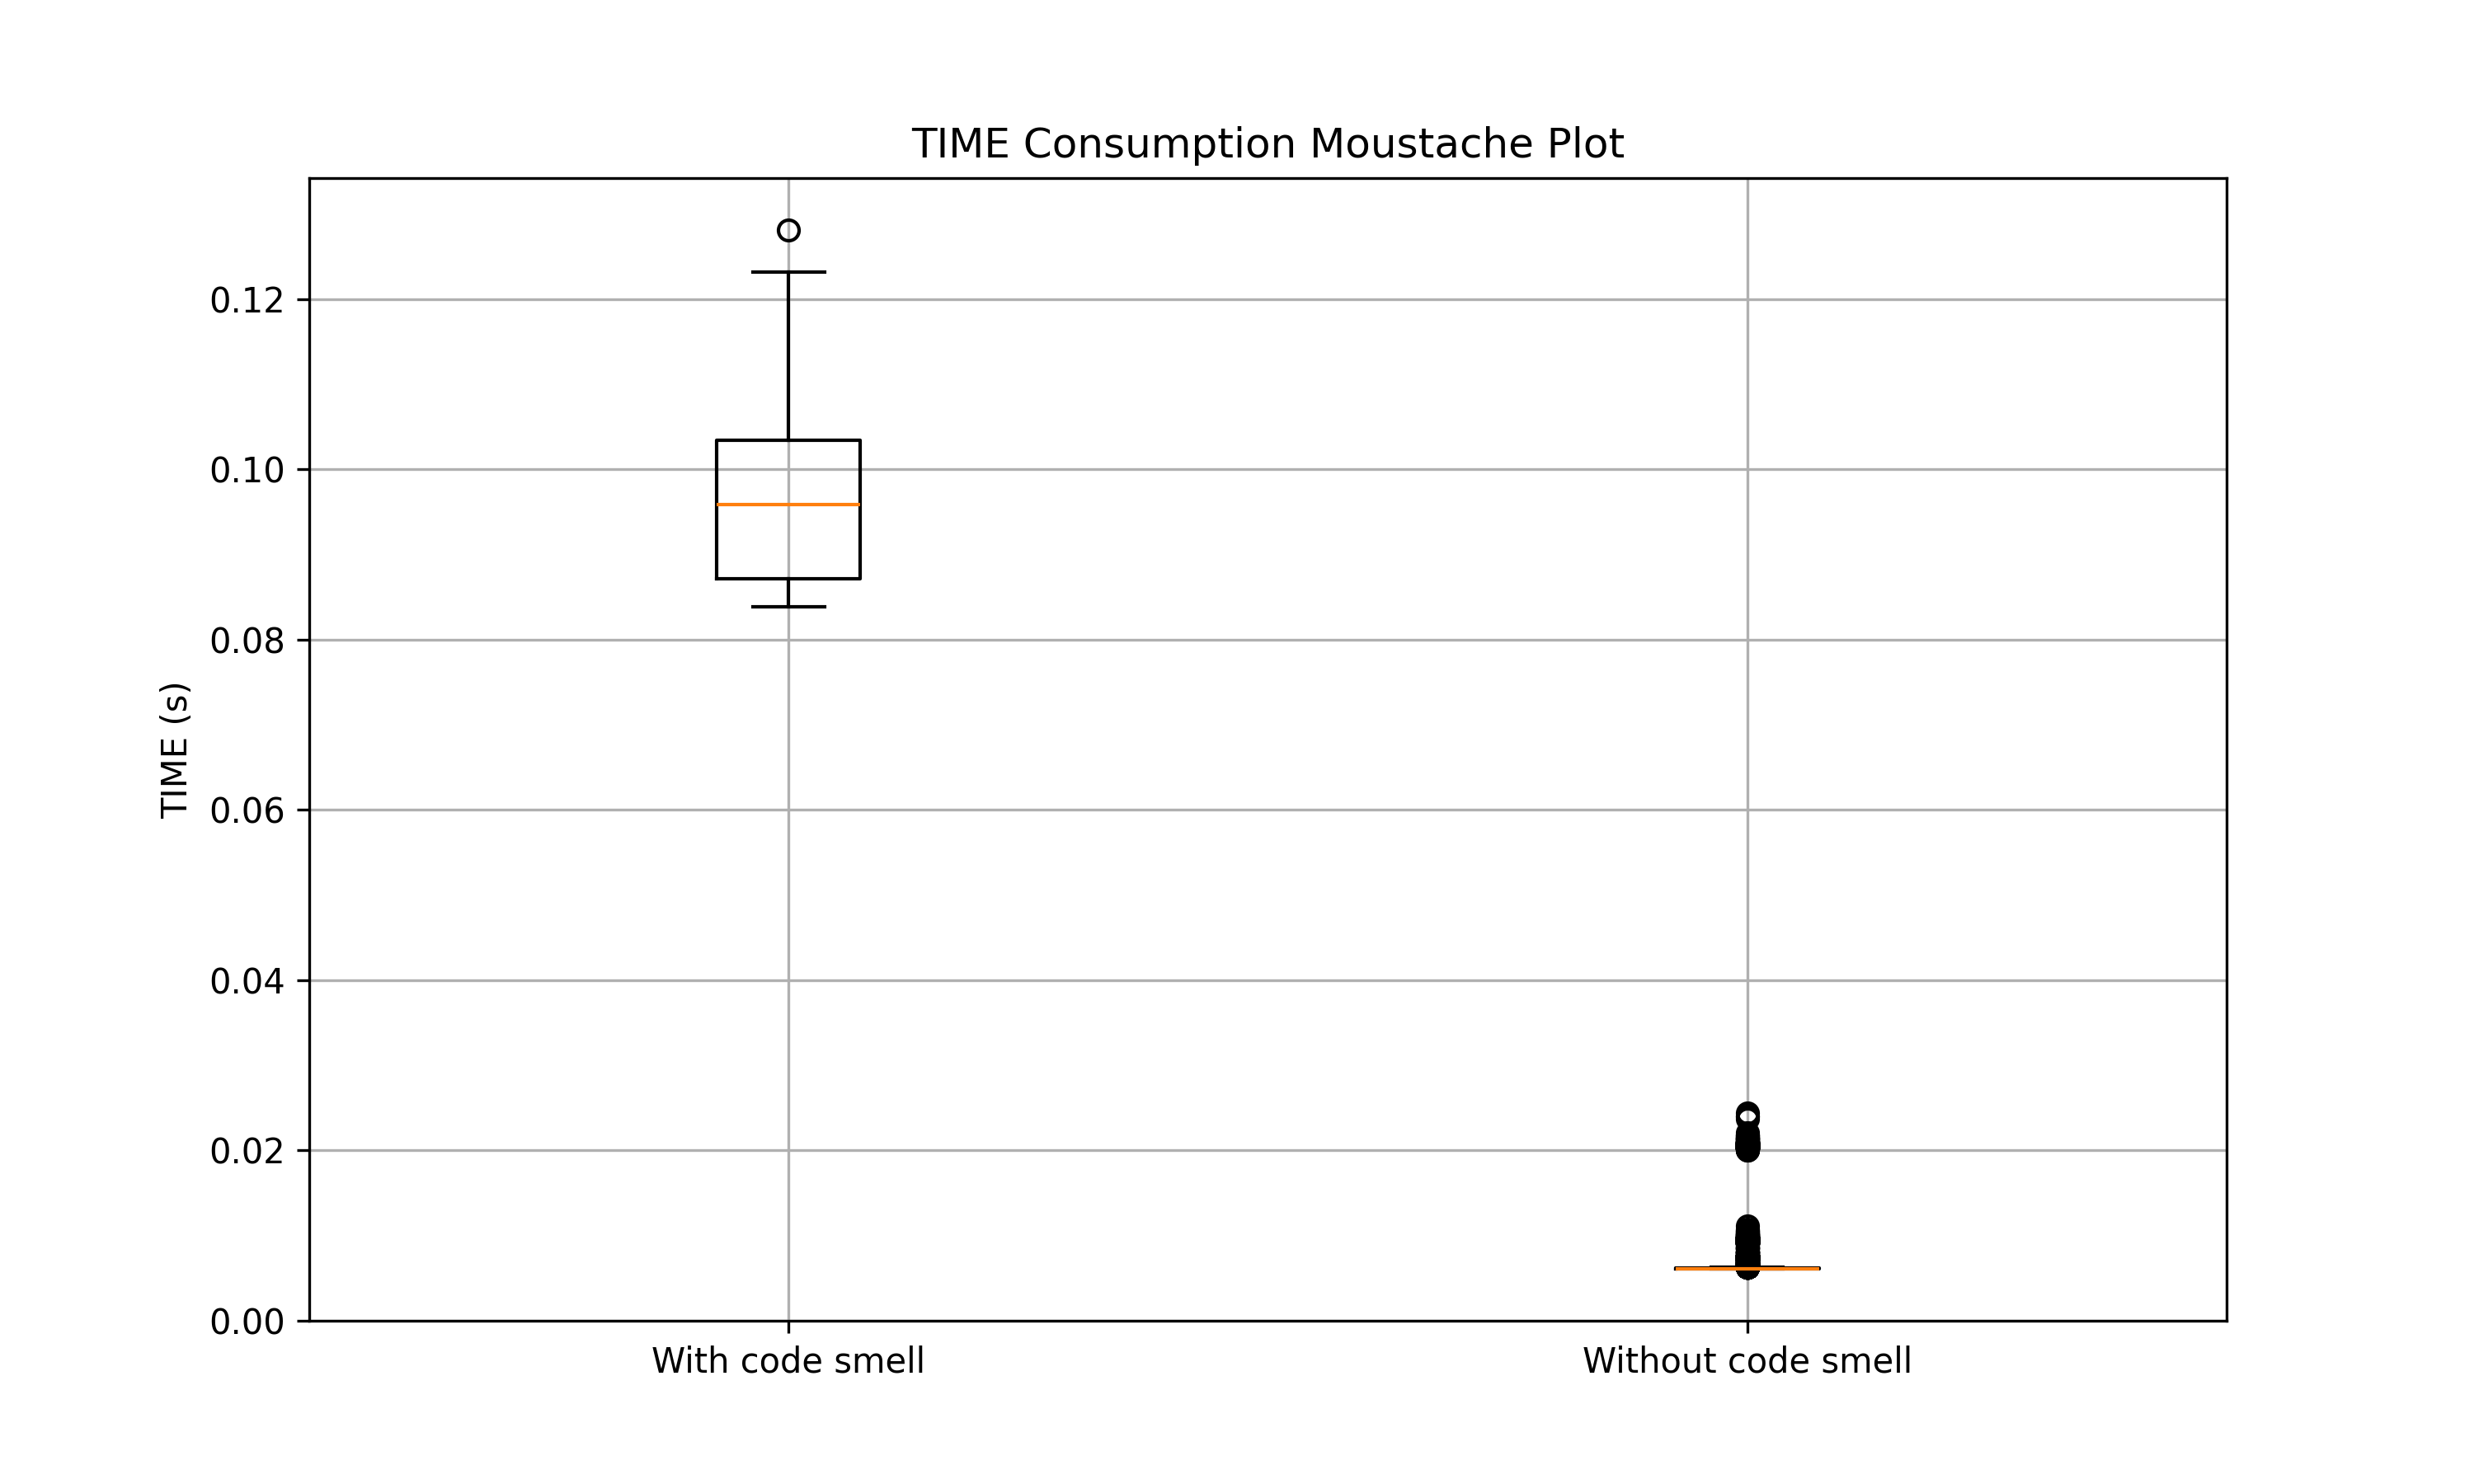 TIME Consumption Moustache Plot
TIME (s)
0.12
0.10
0.08
0.06
0.04
0.02
0.00
With code smell
Without code smell